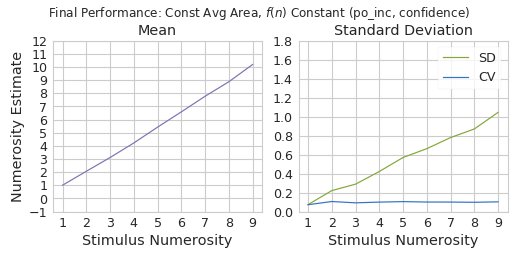 Final Performance: Const Avg Area, f(n) Constant (po_inc, confidence)
Mean
Numerosity Estimate
12
11
10
9
8
7
6
5
4
3
2
1
0
−1
1 2 3 4 5 6 7 8 9
Stimulus Numerosity
Standard Deviation
1.8
1.6
1.4
1.2
1.0
0.8
0.6
0.4
0.2
0.0
SD
CV
1 2 3 4 5 6 7 8 9
Stimulus Numerosity